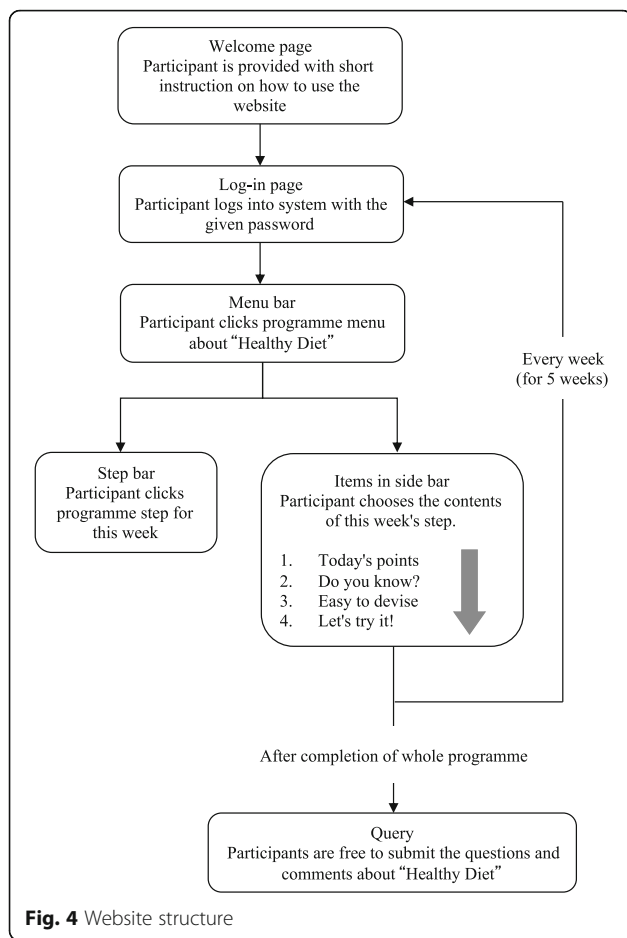 Welcome page
Participant is provided with short
instruction on how to use the
website
Log-in page
Participant logs into system with the
given password
Menu bar
Participant clicks programme menu
about “Healthy Diet”
Every week
(for 5 weeks)
Step bar
Participant clicks
programme step for
this week
Items in side bar
Participant chooses the contents
of this week's step.
1. Today's points
2. Do you know?
3. Easy to devise
4. Let's try it!
After completion of whole programme
Query
Participants are free to submit the questions and
comments about “Healthy Diet”
Fig. 4 Website structure